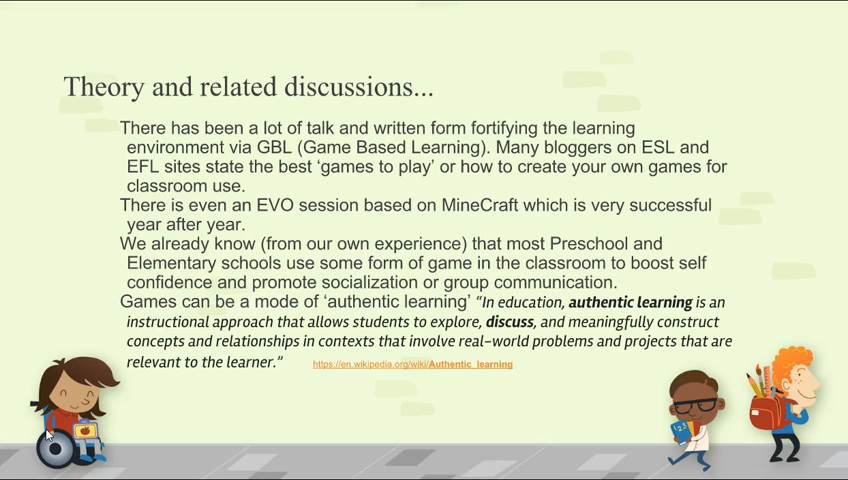 Theory and related discussions...
There has been a lot of talk and written form fortifying the learning
environment via GBL (Game Based Learning). Many bloggers on ESL and
EFL sites state the best ‘games to play’ or how to create your own games for
classroom use.
There is even an EVO session based on MineCraft which is very successful
year after year.
We already know (from our own experience) that most Preschool and
Elementary schools use some form of game in the classroom to boost self
confidence and promote socialization or group communication.
Games can be a mode of ‘authentic learning’ “In education, authentic learning is an
instructional approach that allows students to explore, discuss, and meaningfully construct
concepts and relationships in contexts that involve real-world problems and projects that are
relevant to the learner.” https://en.wikipedia.org/wiki/Authentic_learning
1 2 3